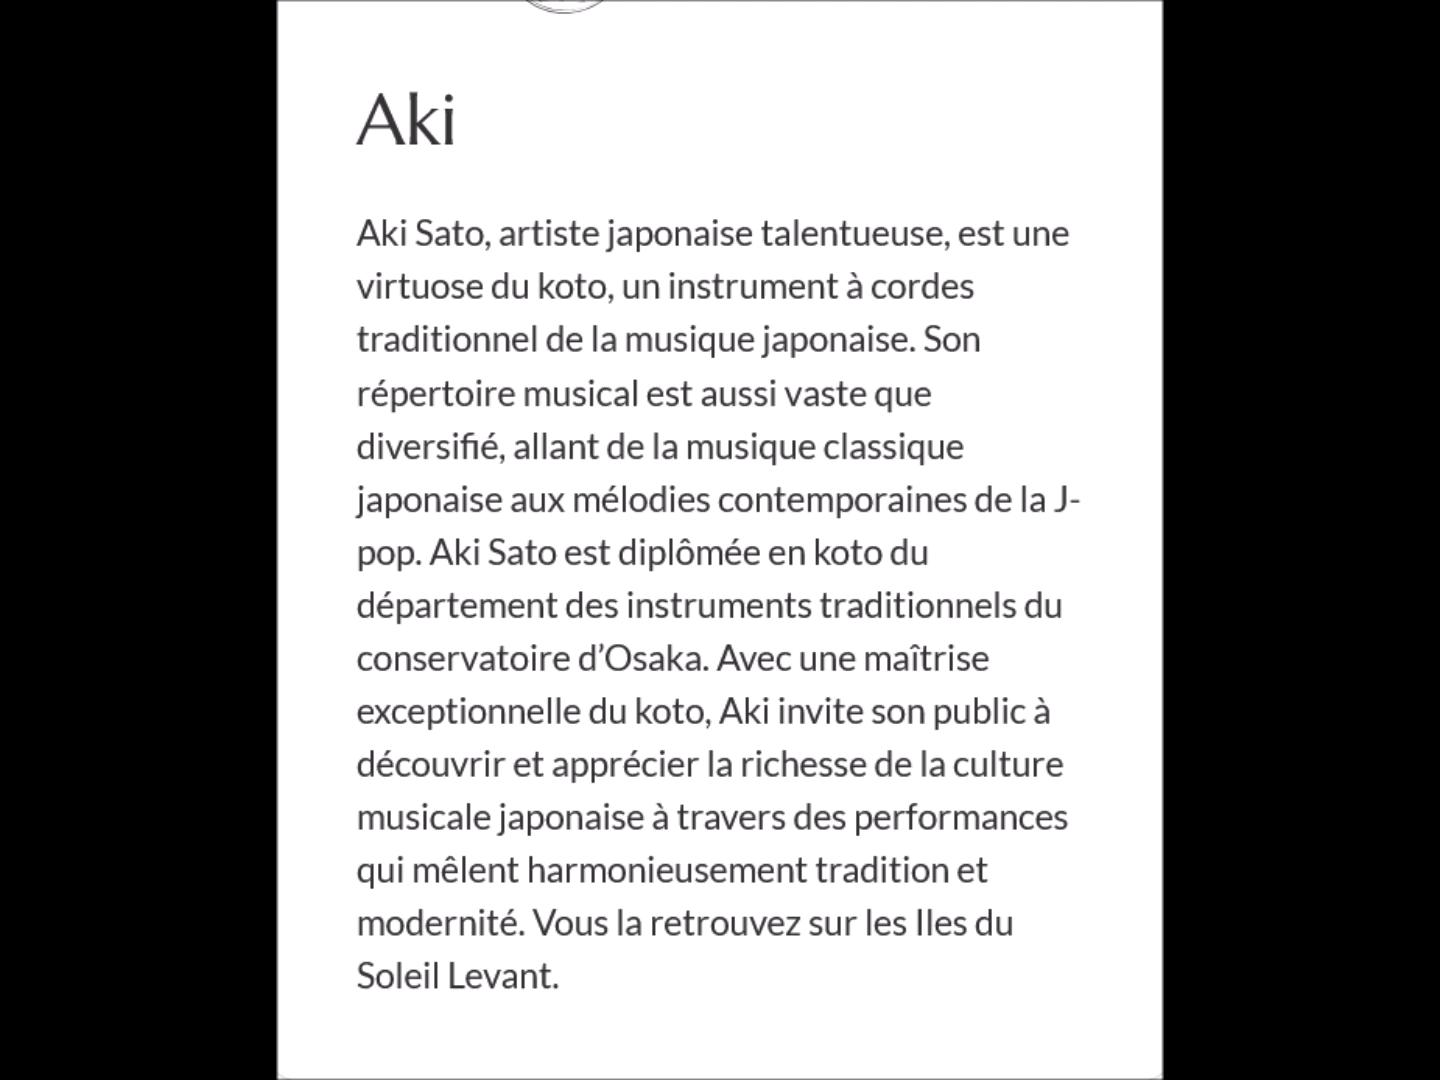 Aki
Aki Sato, artiste japonaise talentueuse, est une
virtuose du koto, un instrument à cordes
traditionnel de la musique japonaise. Son
répertoire musical est aussi vaste que
diversifié, allant de la musique classique
japonaise aux mélodies contemporaines de la J-
pop. Aki Sato est diplômée en koto du
département des instruments traditionnels du
conservatoire d’Osaka. Avec une maîtrise
exceptionnelle du koto, Aki invite son public à
découvrir et apprécier la richesse de la culture
musicale japonaise à travers des performances
qui mêlent harmonieusement tradition et
modernité. Vous la retrouvez sur les Iles du
Soleil Levant.